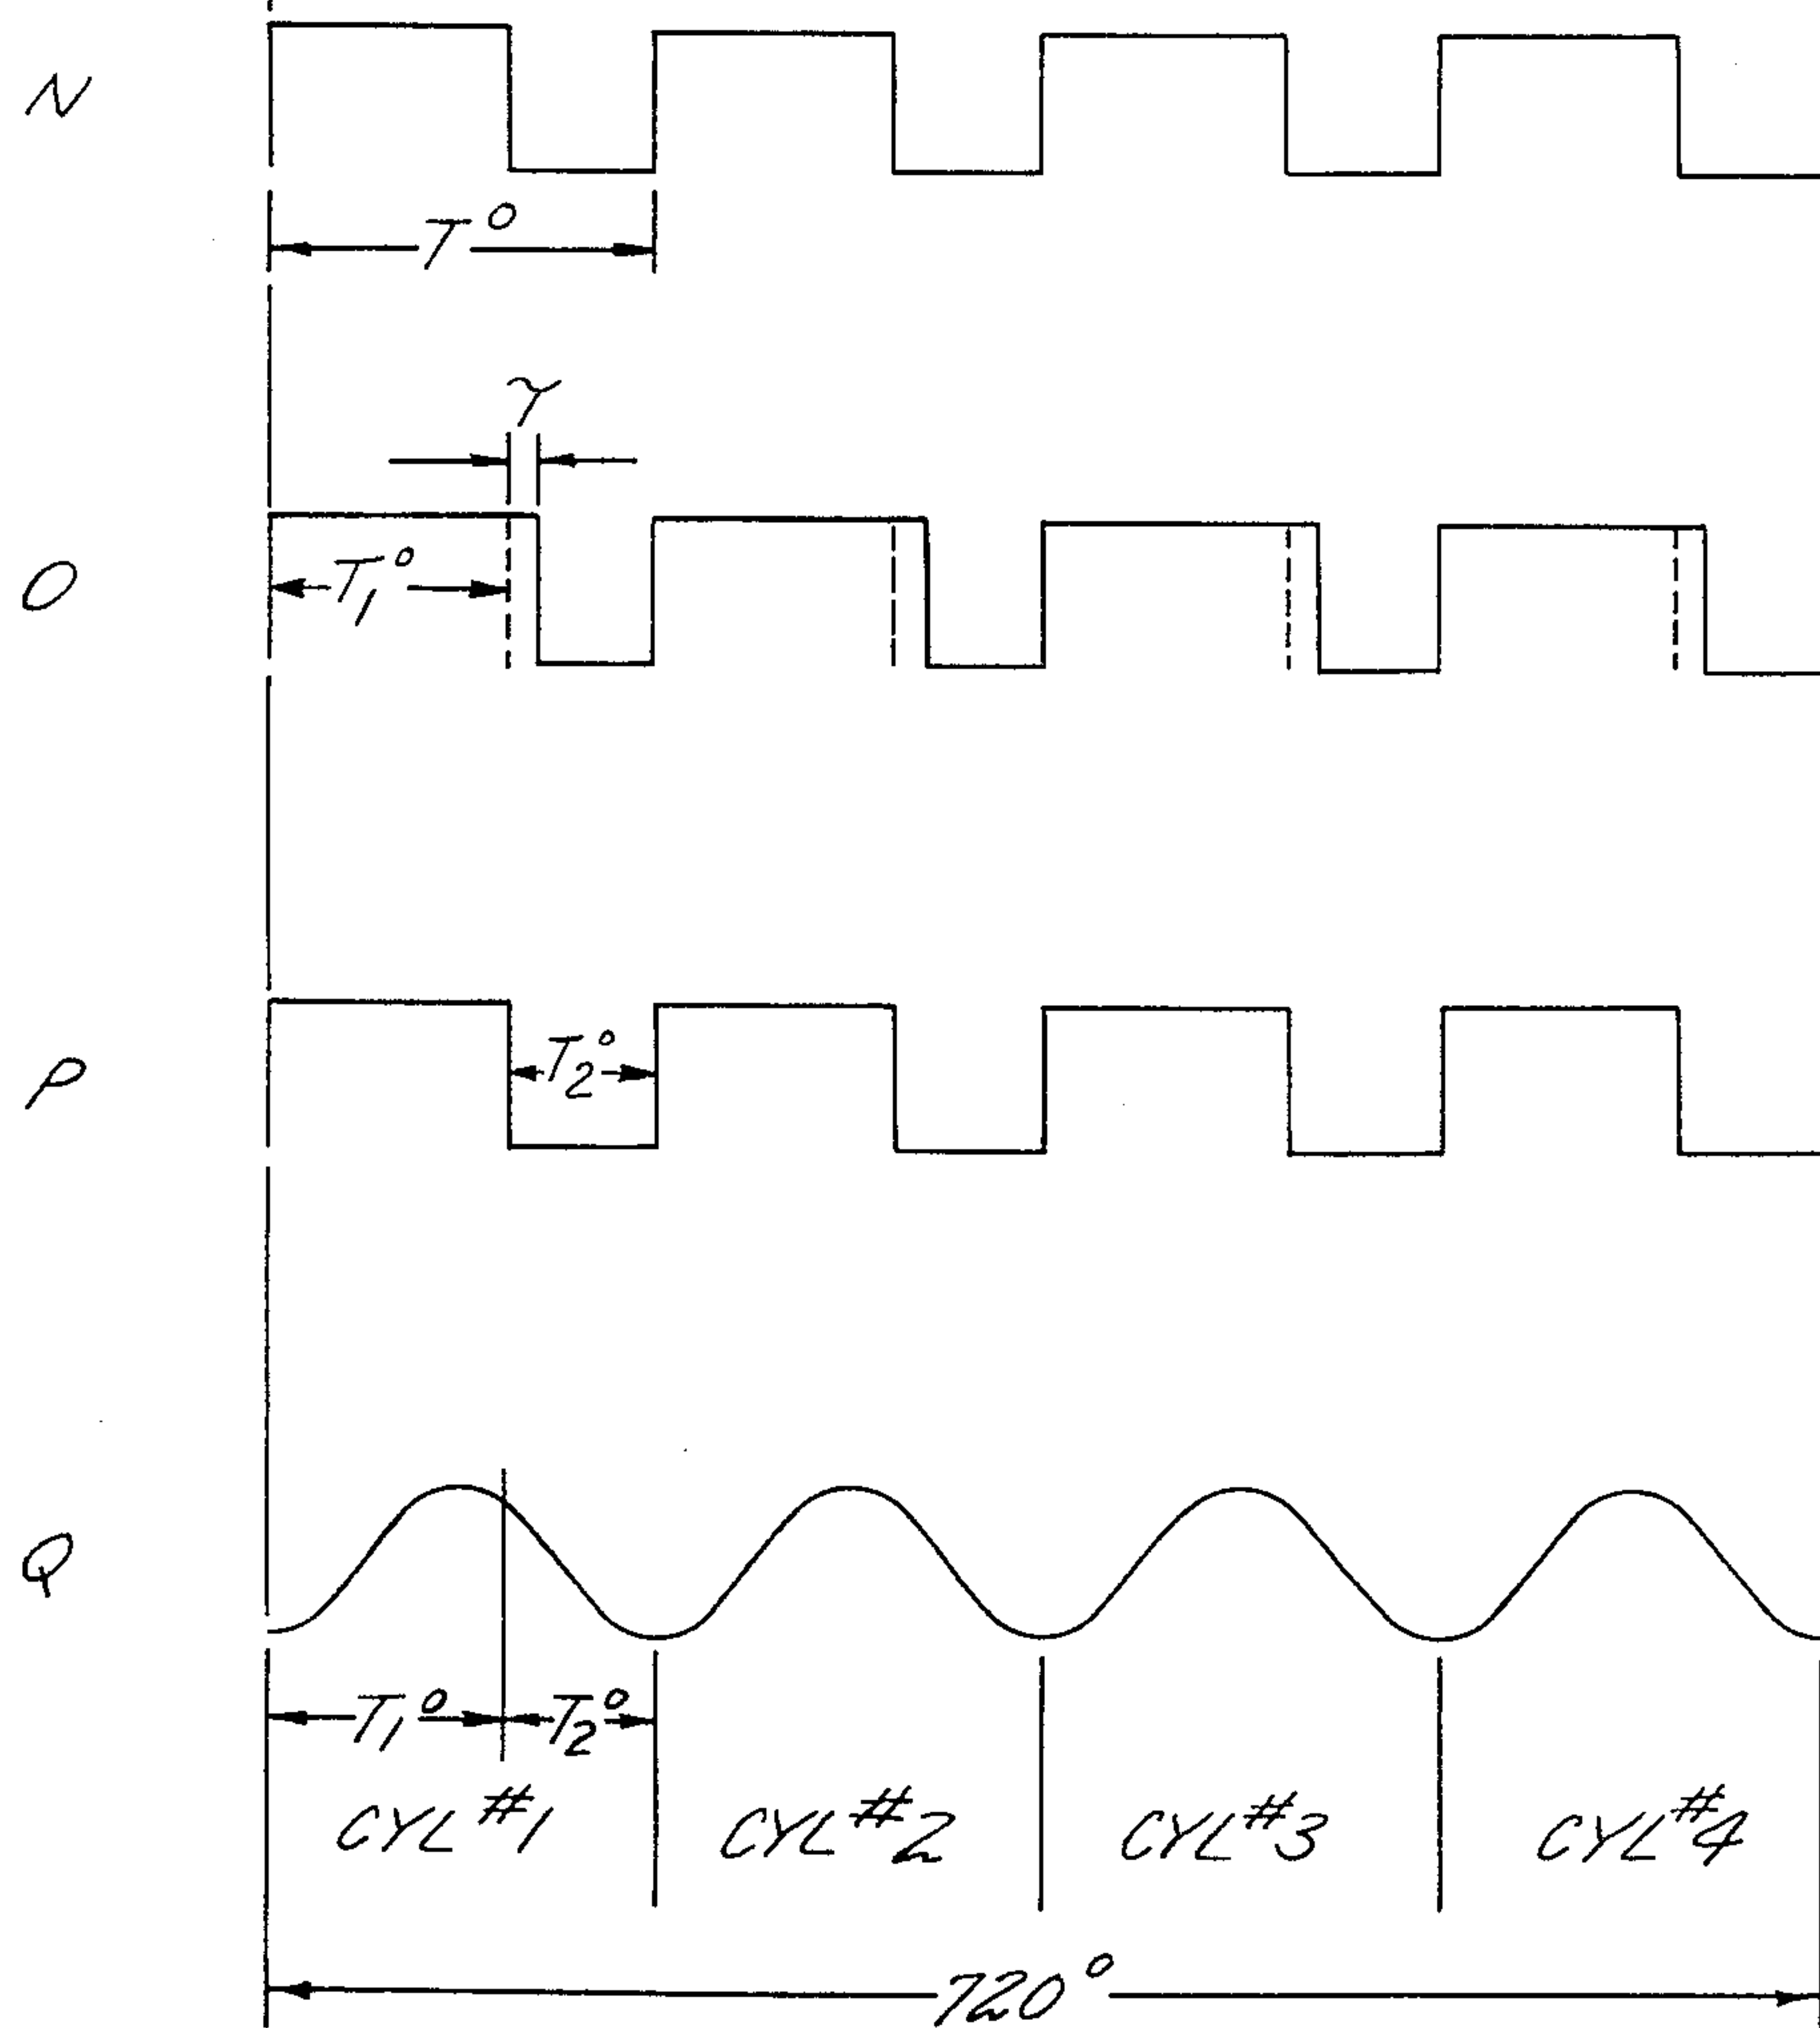 N
T°
γ
O
T₁°
P
T₂°
Q
T₁° T₂°
CYL #1 CYL #2 CYL #3 CYL #4
720°